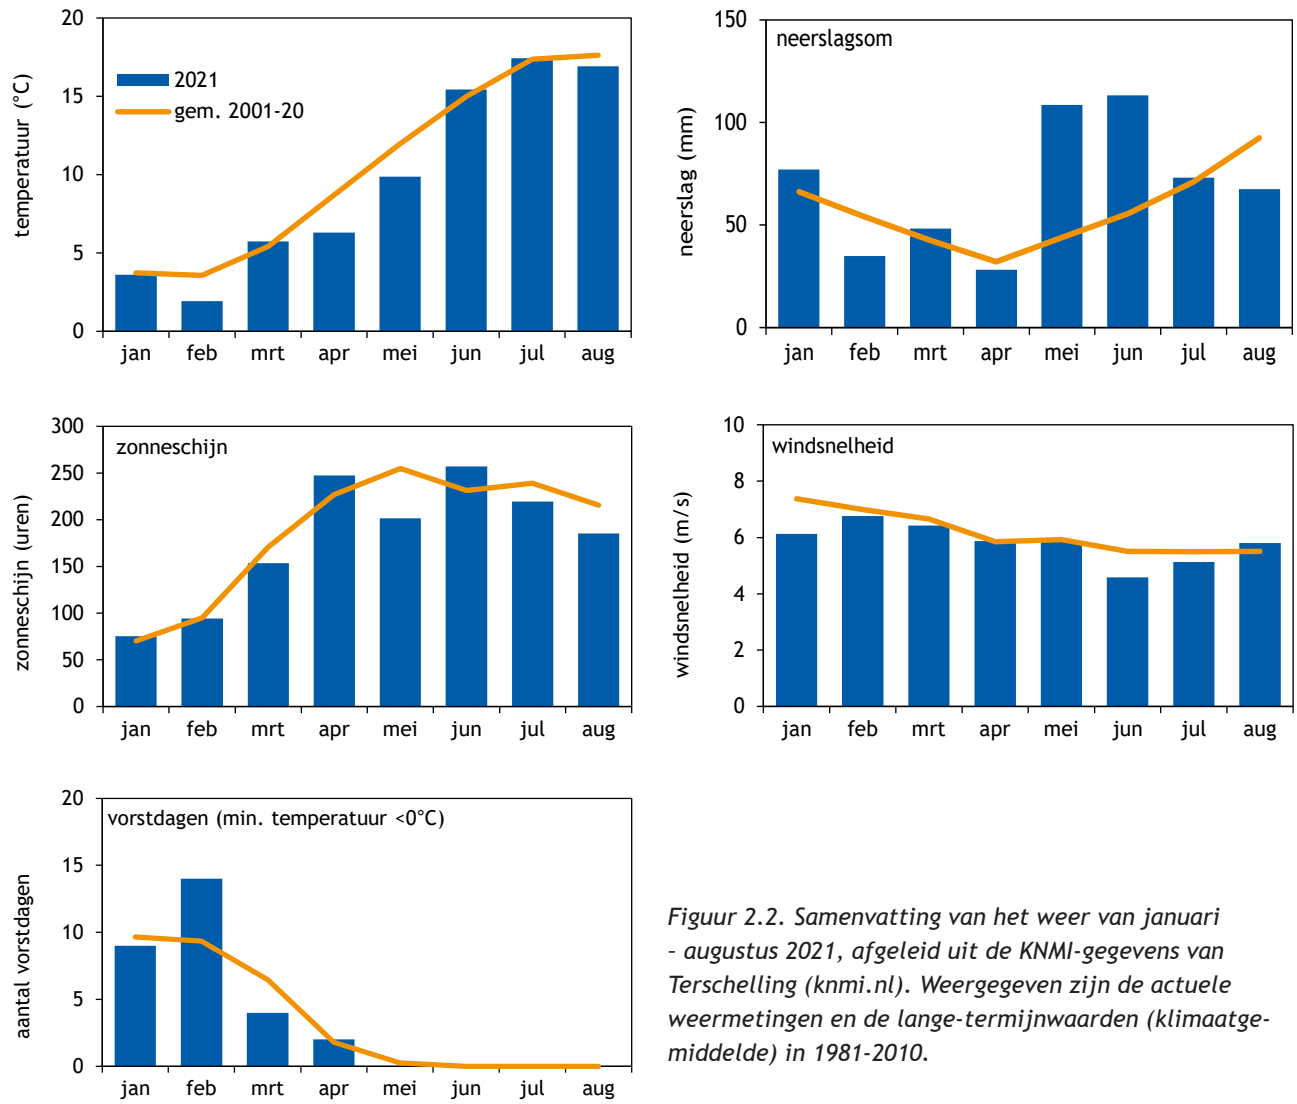 20
15
10
5
0
temperatuur (°C)
2021
gem. 2001-20
jan feb mrt apr mei jun jul aug
150
100
50
0
neerslag (mm)
neerslagsom
jan feb mrt apr mei jun jul aug
300
250
200
150
100
50
0
zonneschijn (uren)
zonneschijn
jan feb mrt apr mei jun jul aug
10
8
6
4
2
0
windsnelheid (m/s)
windsnelheid
jan feb mrt apr mei jun jul aug
20
15
10
5
0
aantal vorstdagen
vorstdagen (min. temperatuur <0°C)
jan feb mrt apr mei jun jul aug
Figuur 2.2. Samenvatting van het weer van januari
– augustus 2021, afgeleid uit de KNMI-gegevens van
Terschelling (knmi.nl). Weergegeven zijn de actuele
weermetingen en de lange-termijnwaarden (klimaatge-
middelde) in 1981-2010.